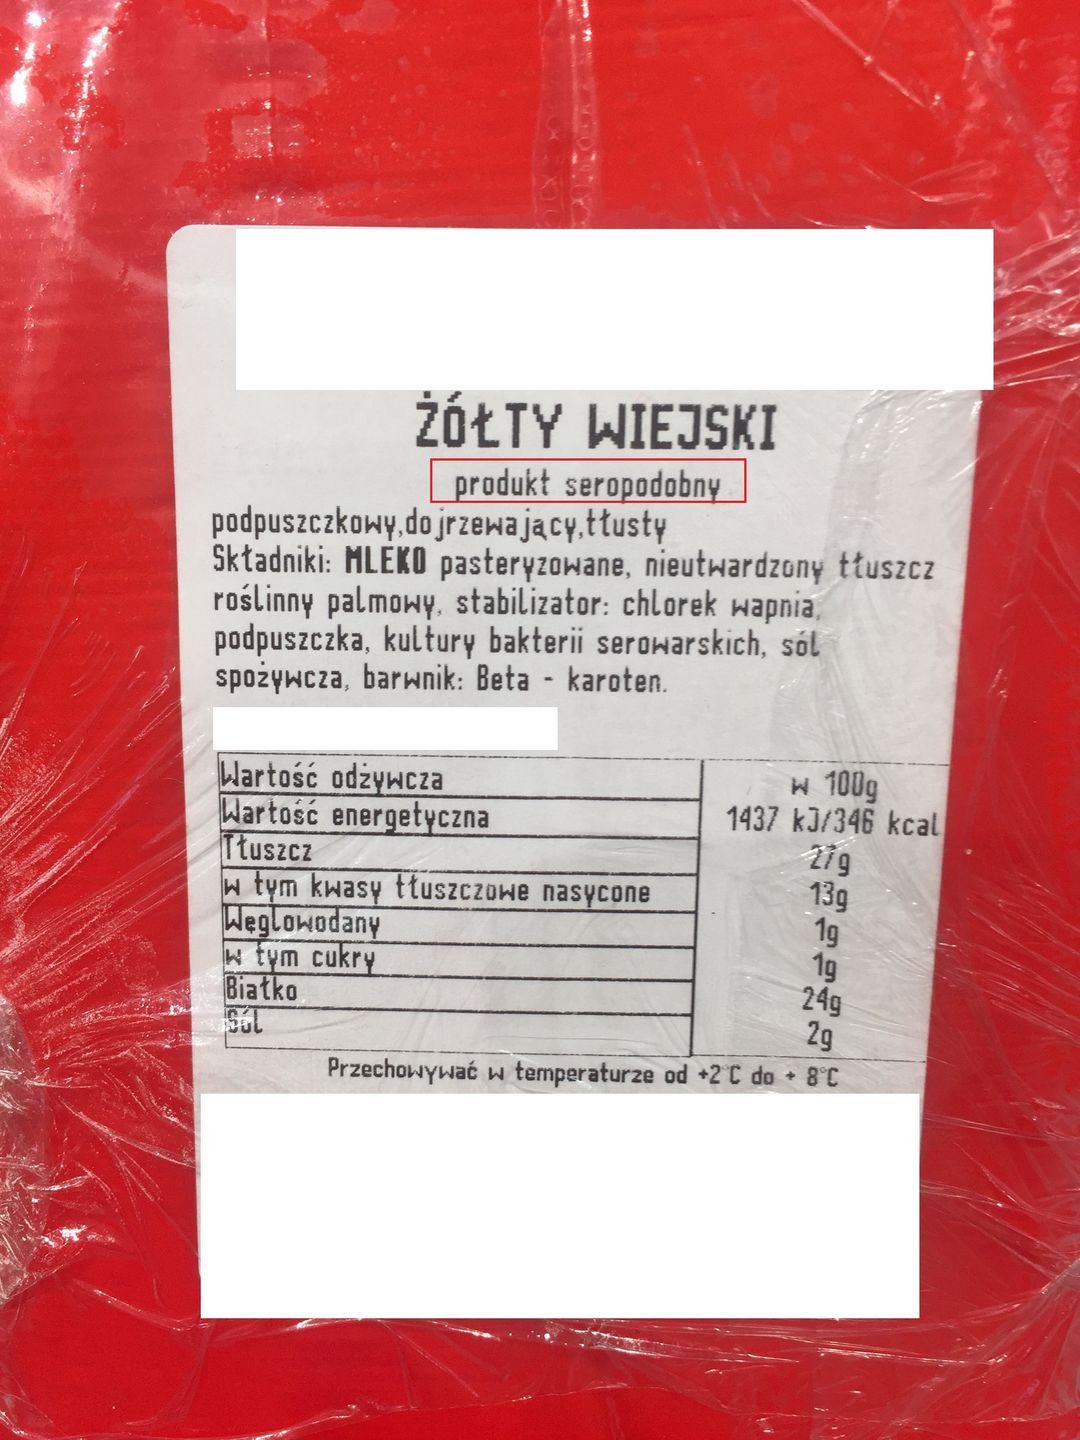 ŻÓŁTY WIEJSKI
produkt seropodobny
podpuszczkowy,dojrzewający,tłusty
Składniki: MLEKO pasteryzowane, nieutwardzony tłuszcz
roślinny palmowy, stabilizator: chlorek wapnia,
podpuszczka, kultury bakterii serowarskich, sól
spożywcza, barwnik: Beta - karoten.
Wartość odżywcza w 100g
Wartość energetyczna 1437 kJ/346 kcal
Tłuszcz 27g
w tym kwasy tłuszczowe nasycone 13g
Węglowodany 1g
w tym cukry 1g
Białko 24g
Sól 2g
Przechowywać w temperaturze od +2°C do + 8°C